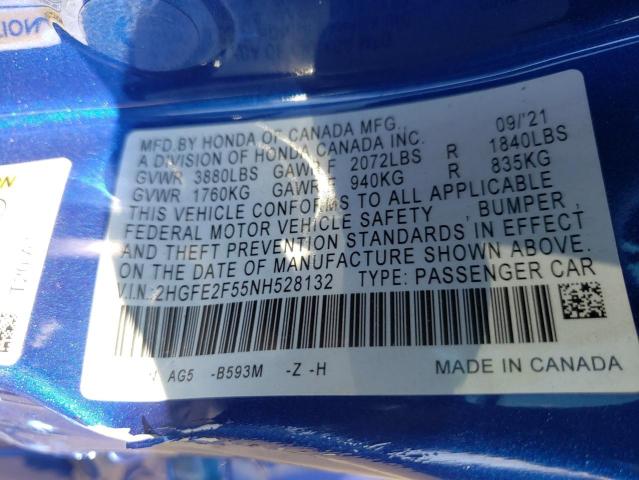 MFD.BY HONDA OF CANADA MFG. 09/'21
A DIVISION OF HONDA CANADA INC.
GVWR 3880LBS GAWR F 2072LBS R 1840LBS
GVWR 1760KG GAWR F 940KG R 835KG
THIS VEHICLE CONFORMS TO ALL APPLICABLE
FEDERAL MOTOR VEHICLE SAFETY , BUMPER ,
AND THEFT PREVENTION STANDARDS IN EFFECT
ON THE DATE OF MANUFACTURE SHOWN ABOVE.
V.I.N.:2HGFE2F55NH528132 TYPE: PASSENGER CAR
AG5 -B593M -Z -H MADE IN CANADA